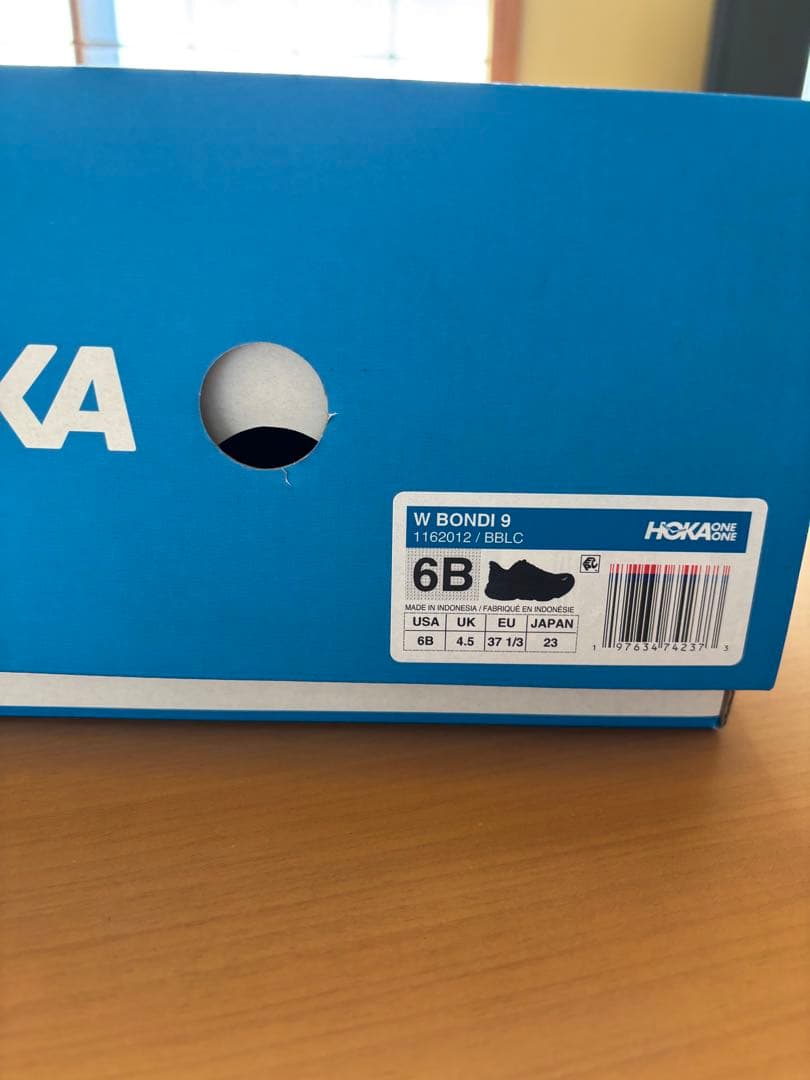 KA
W BONDI 9
HOKA ONE ONE
1162012 / BBLC
6B
MADE IN INDONESIA / FABRIQUÉ EN INDONÉSIE
USA UK EU JAPAN
6B 4.5 37 1/3 23
1 97634 74237 3